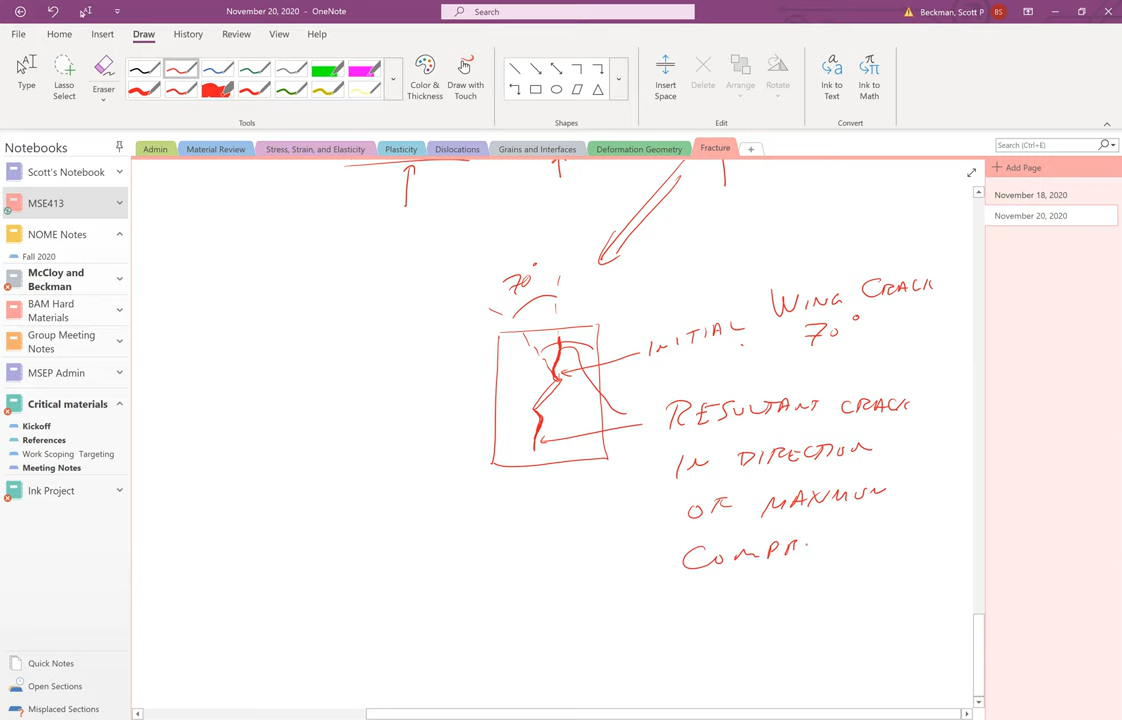 November 20, 2020 - OneNote
Search
Beckman, Scott P
BS
File
Home
Insert
Draw
History
Review
View
Help
Type
Lasso Select
Eraser
Color & Thickness
Draw with Touch
Insert Space
Delete
Arrange
Rotate
Ink to Text
Ink to Math
Tools
Shapes
Edit
Convert
Notebooks
Admin
Material Review
Stress, Strain, and Elasticity
Plasticity
Dislocations
Grains and Interfaces
Deformation Geometry
Fracture
Search (Ctrl+E)
Scott's Notebook
MSE413
NOME Notes
Fall 2020
McCloy and Beckman
BAM Hard Materials
Group Meeting Notes
MSEP Admin
Critical materials
Kickoff
References
Work Scoping Targeting
Meeting Notes
Ink Project
Quick Notes
Open Sections
Misplaced Sections
Add Page
November 18, 2020
November 20, 2020
70°
INITIAL WING CRACK
70°
RESULTANT CRACK
IN DIRECTION
OF MAXMUM
COMPR